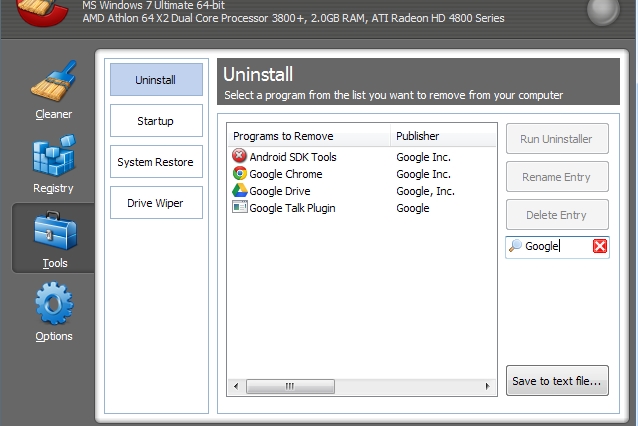 MS Windows 7 Ultimate 64-bit
AMD Athlon 64 X2 Dual Core Processor 3800+, 2.0GB RAM, ATI Radeon HD 4800 Series
Cleaner
Registry
Tools
Options
Uninstall
Startup
System Restore
Drive Wiper
Uninstall
Select a program from the list you want to remove from your computer
Programs to Remove Publisher
Android SDK Tools Google Inc.
Google Chrome Google Inc.
Google Drive Google, Inc.
Google Talk Plugin Google
Run Uninstaller
Rename Entry
Delete Entry
Google
Save to text file...